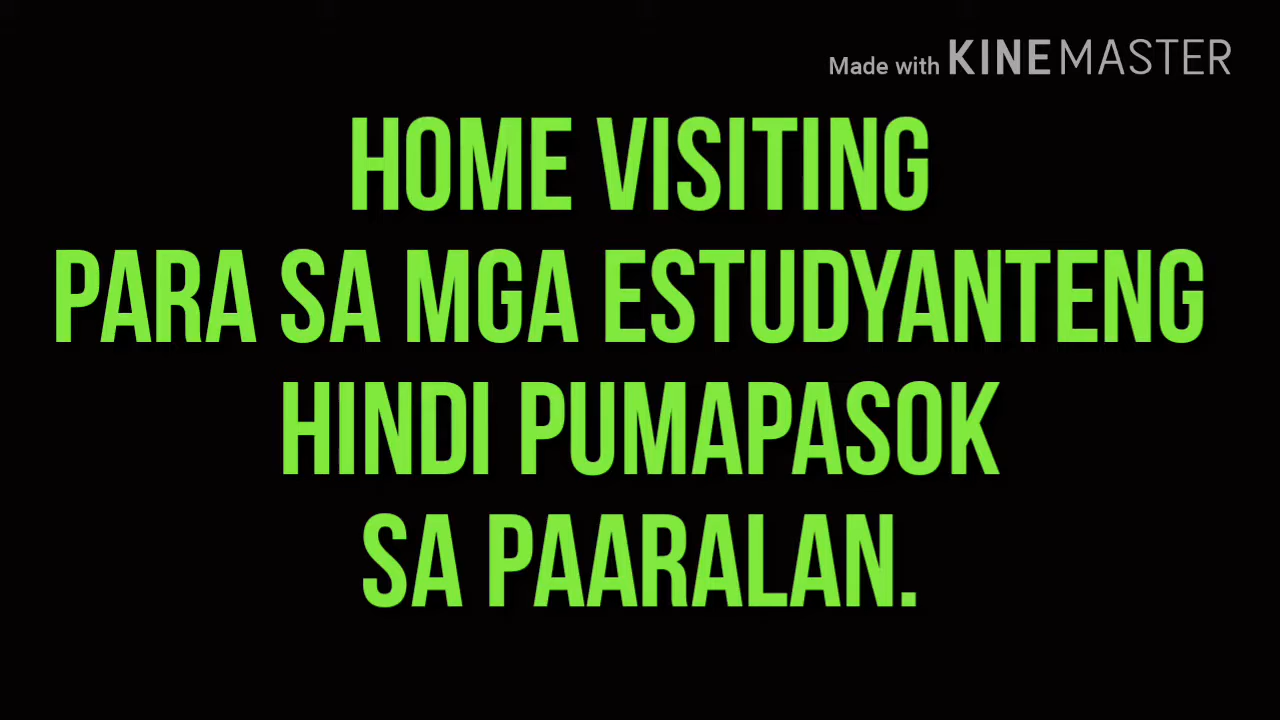 Made with KINEMASTER
HOME VISITING
PARA SA MGA ESTUDYANTENG
HINDI PUMAPASOK
SA PAARALAN.